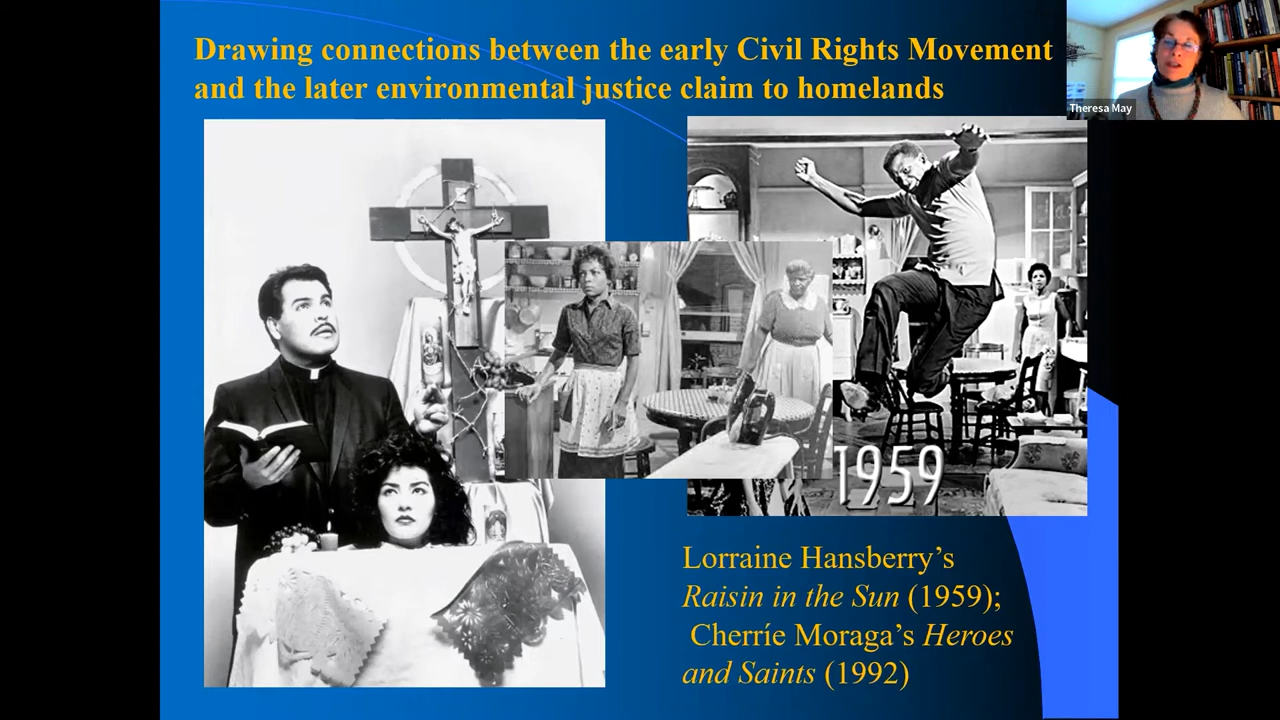 Drawing connections between the early Civil Rights Movement
and the later environmental justice claim to homelands
Theresa May
1959
Lorraine Hansberry’s
Raisin in the Sun (1959);
Cherríe Moraga’s Heroes
and Saints (1992)